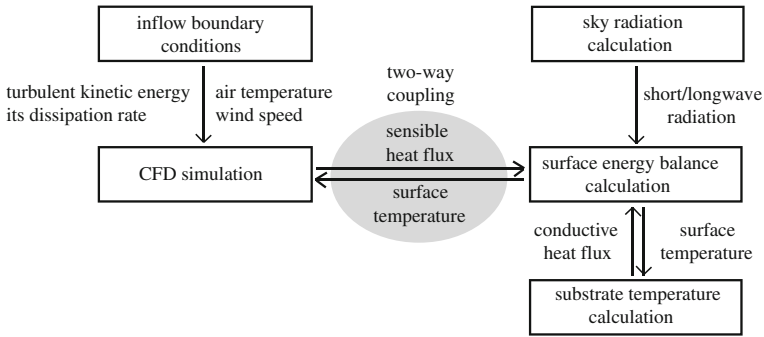 inflow boundary
conditions
sky radiation
calculation
turbulent kinetic energy
its dissipation rate
air temperature
wind speed
two-way
coupling
short/longwave
radiation
CFD simulation
sensible
heat flux
surface
temperature
surface energy balance
calculation
conductive
heat flux
surface
temperature
substrate temperature
calculation